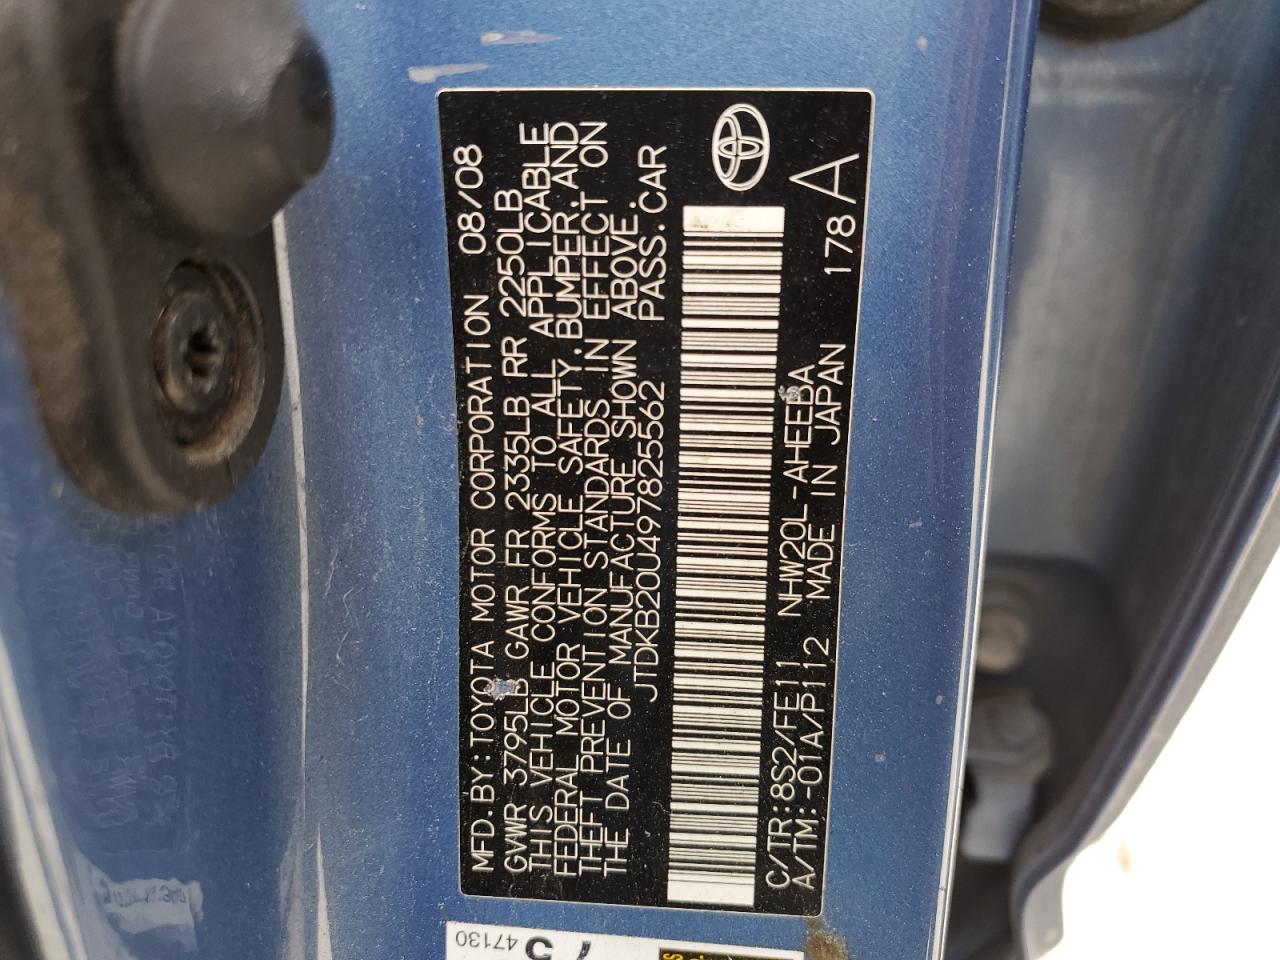 MFD.BY:TOYOTA MOTOR CORPORATION 08/08
GVWR 3795LB GAWR FR 2335LB RR 2250LB
THIS VEHICLE CONFORMS TO ALL APPLICABLE
FEDERAL MOTOR VEHICLE SAFETY,BUMPER,AND
THEFT PREVENTION STANDARDS IN EFFECT ON
THE DATE OF MANUFACTURE SHOWN ABOVE.
JTDKB20U497825562 PASS.CAR
C/TR:8S2/FE11 NHW20L-AHEEBA
A/TM:-01A/P112 MADE IN JAPAN 178A
47130